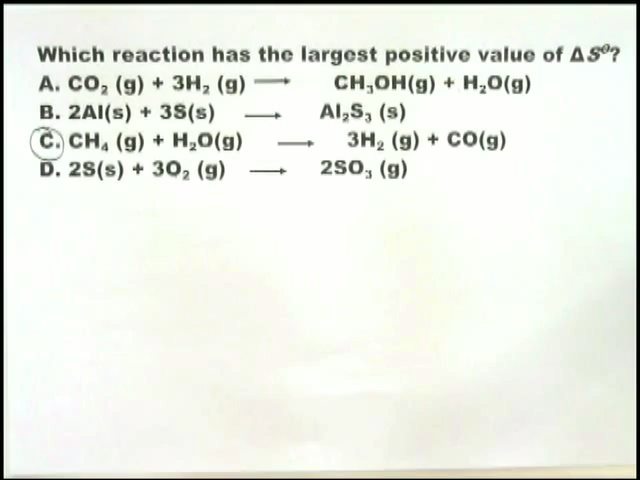 Which reaction has the largest positive value of ΔSᶿ?
A. CO₂ (g) + 3H₂ (g) ⟶ CH₃OH(g) + H₂O(g)
B. 2Al(s) + 3S(s) ⟶ Al₂S₃ (s)
C. CH₄ (g) + H₂O(g) ⟶ 3H₂ (g) + CO(g)
D. 2S(s) + 3O₂ (g) ⟶ 2SO₃ (g)